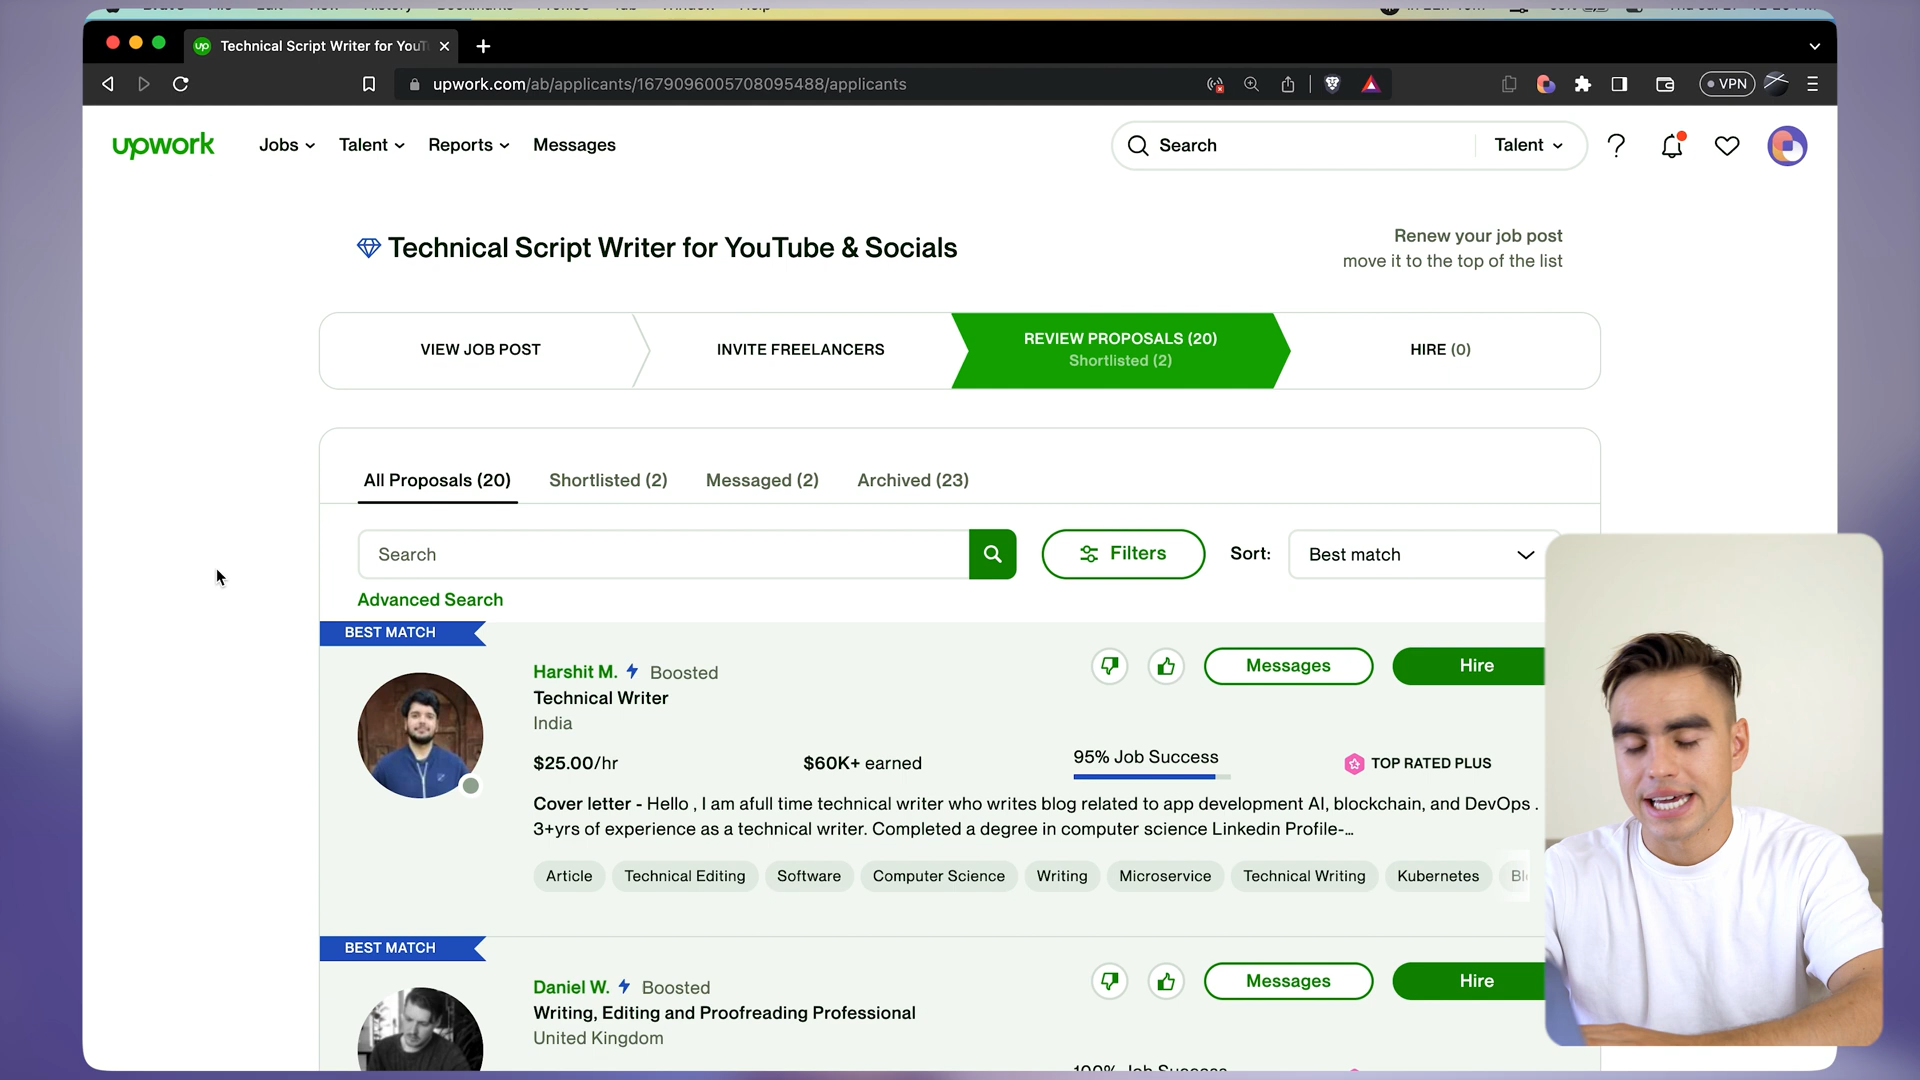 Technical Script Writer for YouT
upwork.com/ab/applicants/1679096005708095488/applicants
VPN
upwork
Jobs
Talent
Reports
Messages
Search
Talent
Technical Script Writer for YouTube & Socials
Renew your job post
move it to the top of the list
VIEW JOB POST
INVITE FREELANCERS
REVIEW PROPOSALS (20)
Shortlisted (2)
HIRE (0)
All Proposals (20)
Shortlisted (2)
Messaged (2)
Archived (23)
Search
Filters
Sort:
Best match
Advanced Search
BEST MATCH
Harshit M. Boosted
Messages
Hire
Technical Writer
India
$25.00/hr
$60K+ earned
95% Job Success
TOP RATED PLUS
Cover letter - Hello , I am afull time technical writer who writes blog related to app development AI, blockchain, and DevOps .
3+yrs of experience as a technical writer. Completed a degree in computer science Linkedin Profile-...
Article
Technical Editing
Software
Computer Science
Writing
Microservice
Technical Writing
Kubernetes
BEST MATCH
Daniel W. Boosted
Messages
Hire
Writing, Editing and Proofreading Professional
United Kingdom
100% Job Success